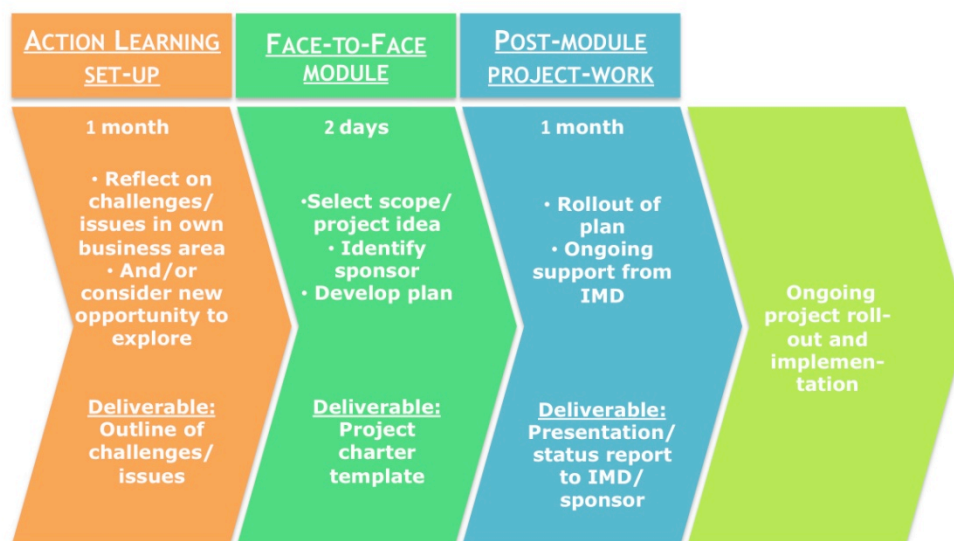 ACTION LEARNING
SET-UP
1 month
• Reflect on
challenges/
issues in own
business area
• And/or
consider new
opportunity to
explore
Deliverable:
Outline of
challenges/
issues
FACE-TO-FACE
MODULE
2 days
•Select scope/
project idea
• Identify
sponsor
• Develop plan
Deliverable:
Project
charter
template
POST-MODULE
PROJECT-WORK
1 month
• Rollout of
plan
• Ongoing
support from
IMD
Deliverable:
Presentation/
status report
to IMD/
sponsor
Ongoing
project roll-
out and
implemen-
tation